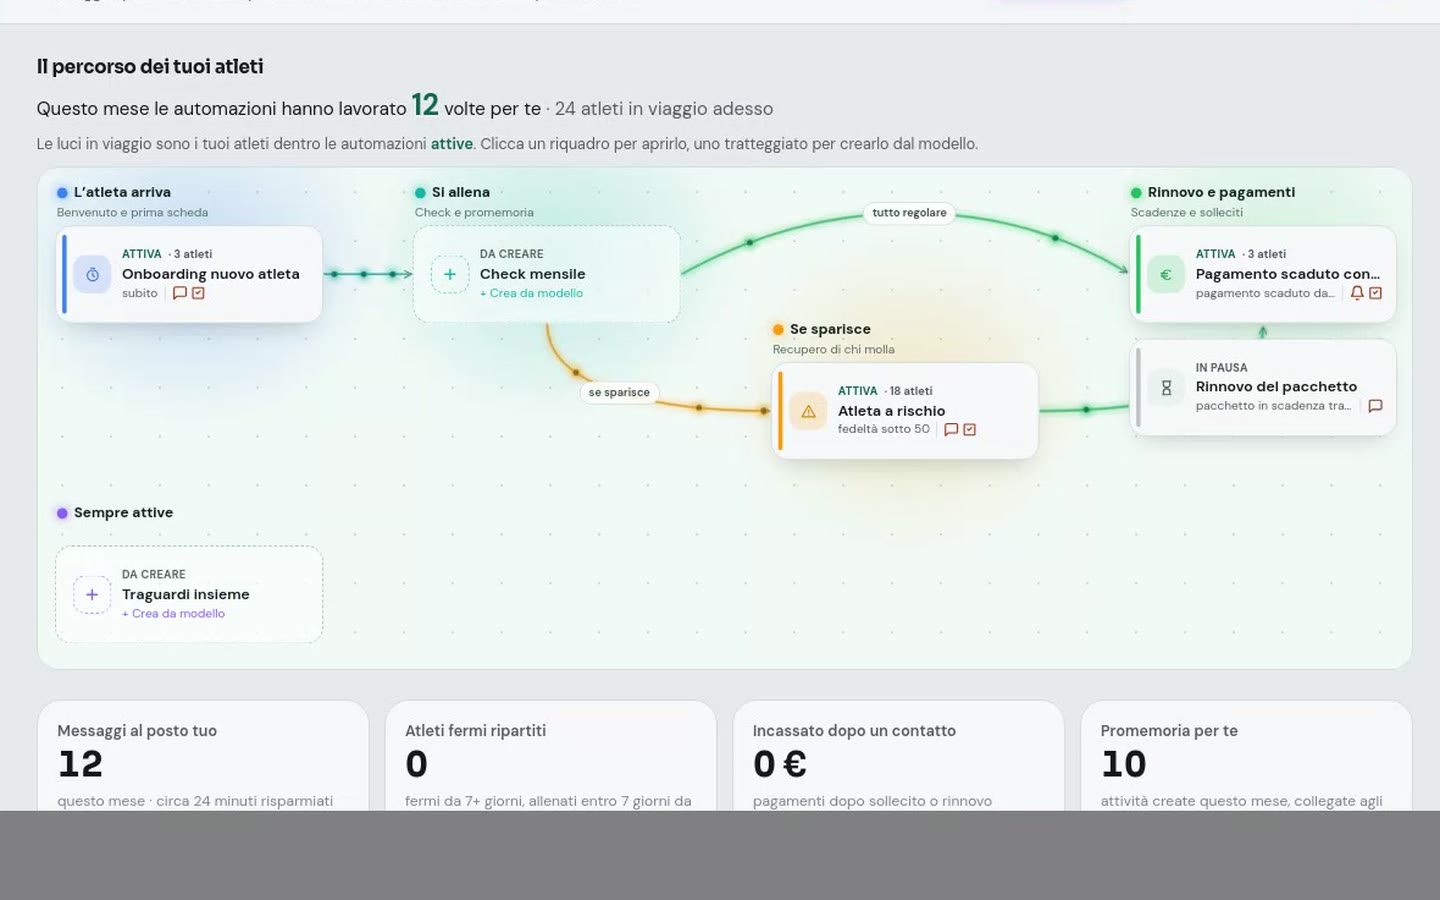 Il percorso dei tuoi atleti
Questo mese le automazioni hanno lavorato 12 volte per te · 24 atleti in viaggio adesso
Le luci in viaggio sono i tuoi atleti dentro le automazioni attive. Clicca un riquadro per aprirlo, uno tratteggiato per crearlo dal modello.
L'atleta arriva
Benvenuto e prima scheda
ATTIVA · 3 atleti
Onboarding nuovo atleta
subito
Si allena
Check e promemoria
DA CREARE
Check mensile
+ Crea da modello
tutto regolare
se sparisce
Se sparisce
Recupero di chi molla
ATTIVA · 18 atleti
Atleta a rischio
fedeltà sotto 50
Rinnovo e pagamenti
Scadenze e solleciti
ATTIVA · 3 atleti
Pagamento scaduto con...
pagamento scaduto da...
IN PAUSA
Rinnovo del pacchetto
pacchetto in scadenza tra...
Sempre attive
DA CREARE
Traguardi insieme
+ Crea da modello
Messaggi al posto tuo
12
questo mese · circa 24 minuti risparmiati
Atleti fermi ripartiti
0
fermi da 7+ giorni, allenati entro 7 giorni da
Incassato dopo un contatto
0 €
pagamenti dopo sollecito o rinnovo
Promemoria per te
10
attività create questo mese, collegate agli